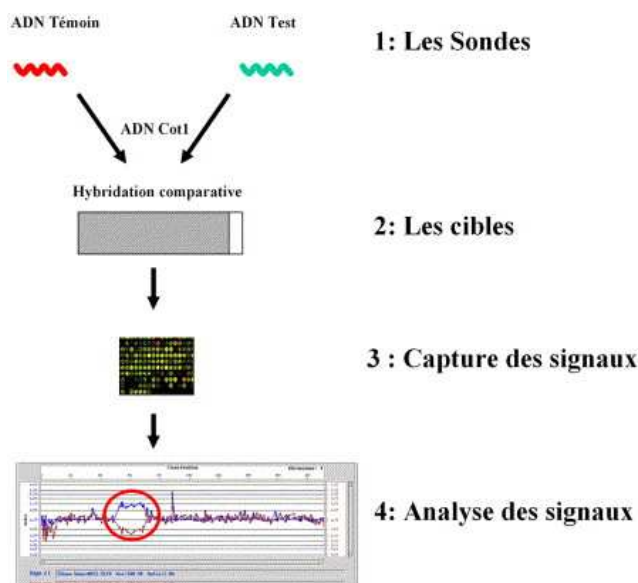 ADN Témoin
ADN Test
1: Les Sondes
ADN Cot1
Hybridation comparative
2: Les cibles
3 : Capture des signaux
4: Analyse des signaux